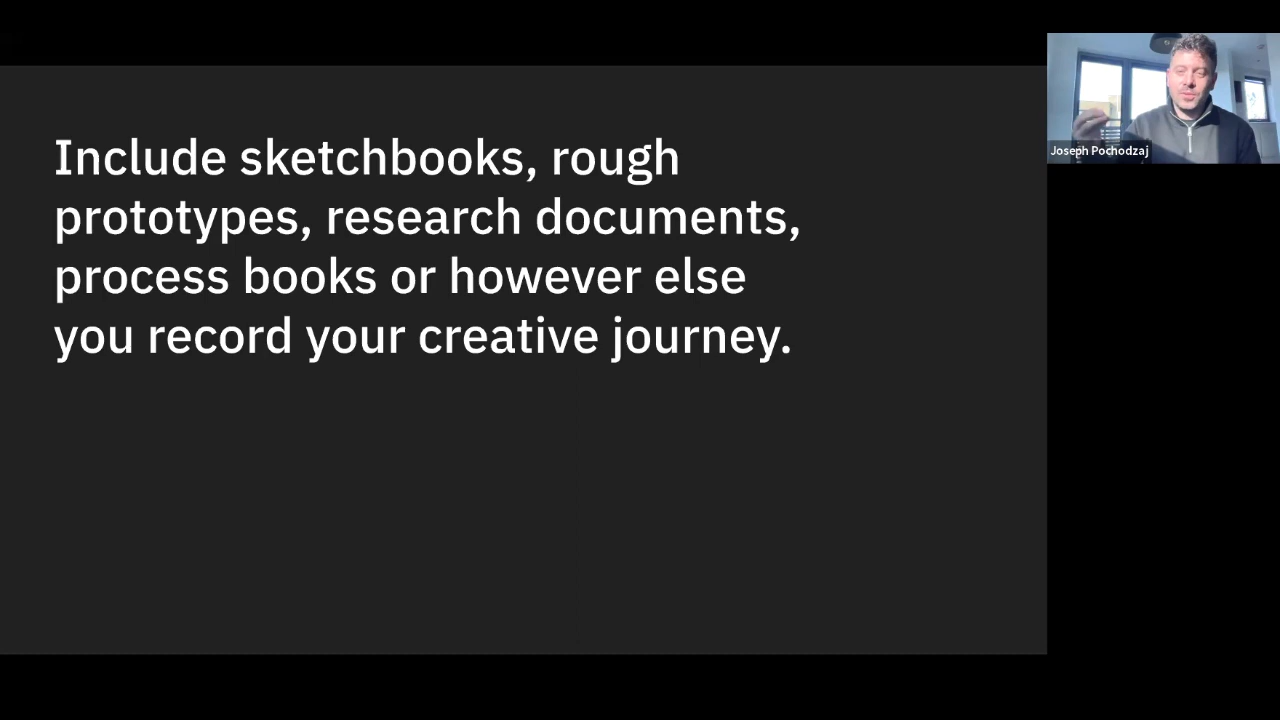 Include sketchbooks, rough
prototypes, research documents,
process books or however else
you record your creative journey.
Joseph Pochodzaj